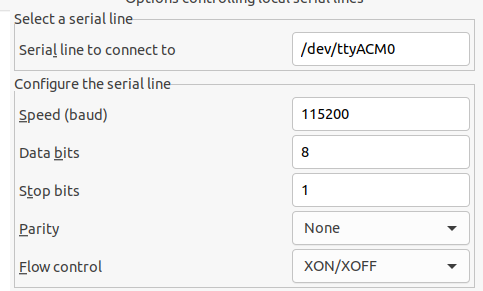 Options controlling local serial lines
Select a serial line
Serial line to connect to /dev/ttyACM0
Configure the serial line
Speed (baud) 115200
Data bits 8
Stop bits 1
Parity None
Flow control XON/XOFF